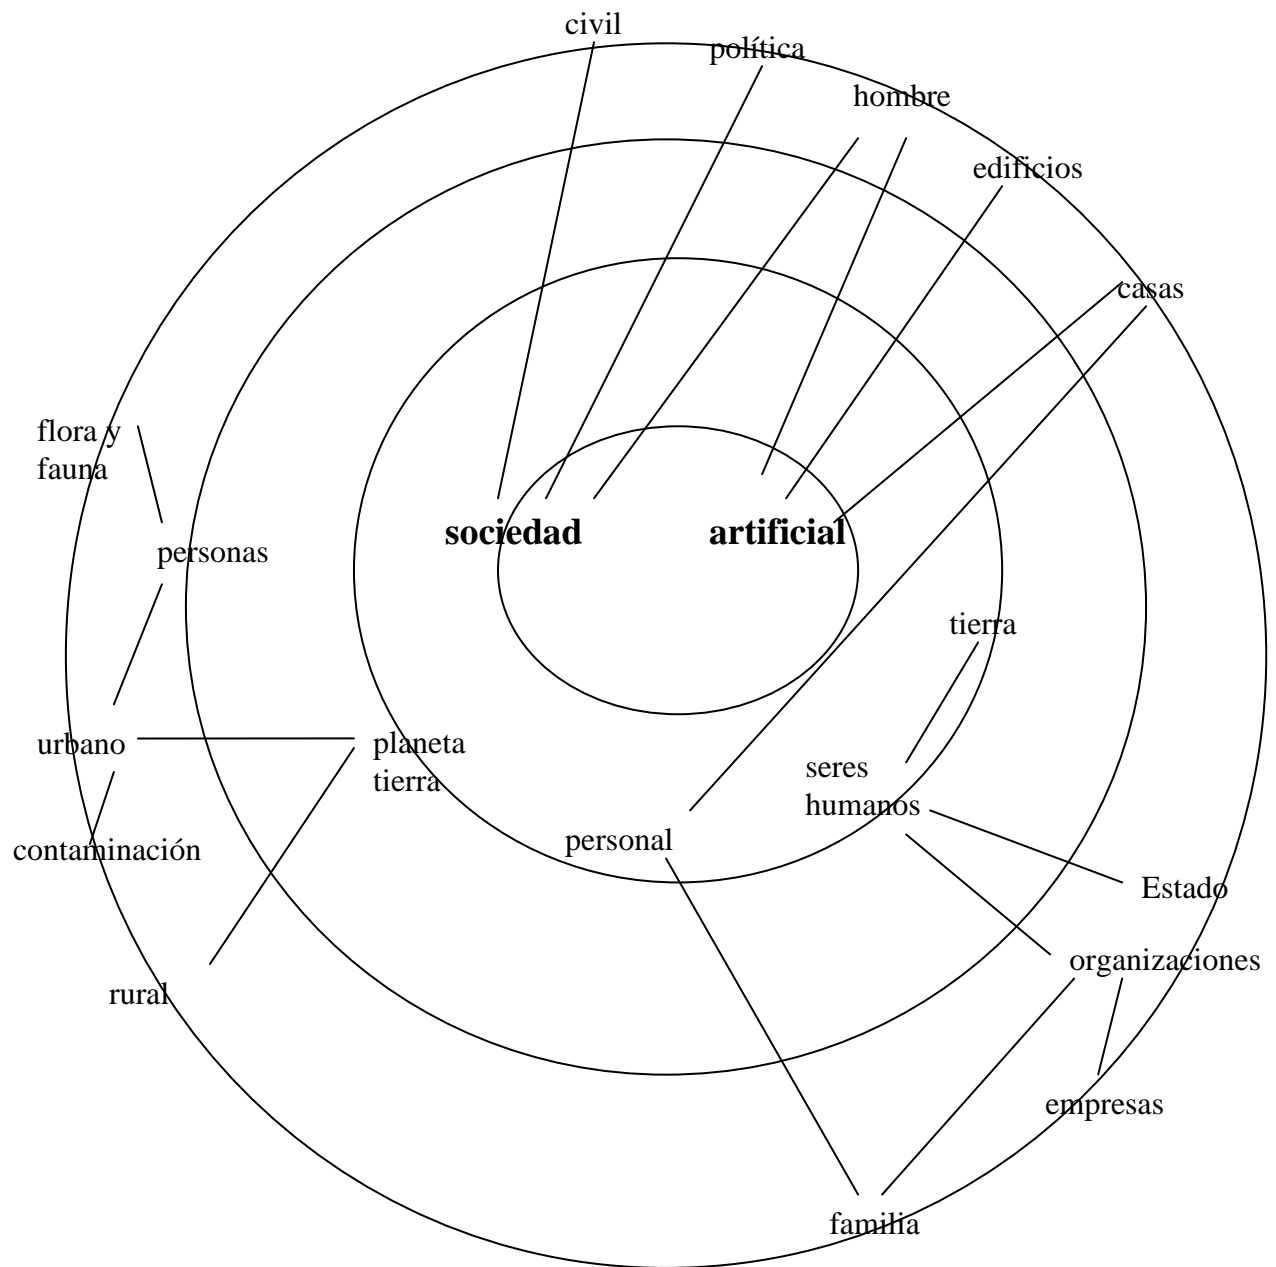 civil
política
hombre
edificios
casas
flora y
fauna
sociedad
artificial
personas
tierra
urbano
planeta
tierra
seres
humanos
personal
contaminación
Estado
organizaciones
rural
empresas
familia